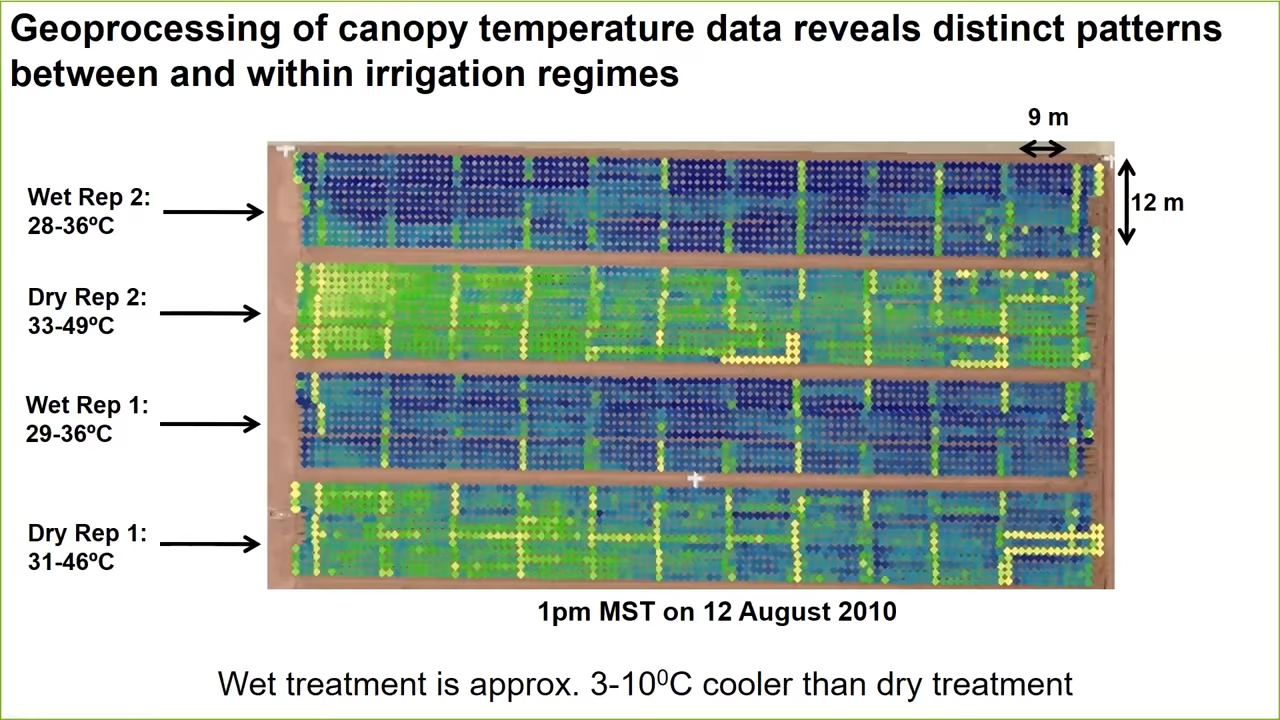 Geoprocessing of canopy temperature data reveals distinct patterns
between and within irrigation regimes
9 m
12 m
Wet Rep 2:
28-36ºC
Dry Rep 2:
33-49ºC
Wet Rep 1:
29-36ºC
Dry Rep 1:
31-46ºC
1pm MST on 12 August 2010
Wet treatment is approx. 3-10⁰C cooler than dry treatment